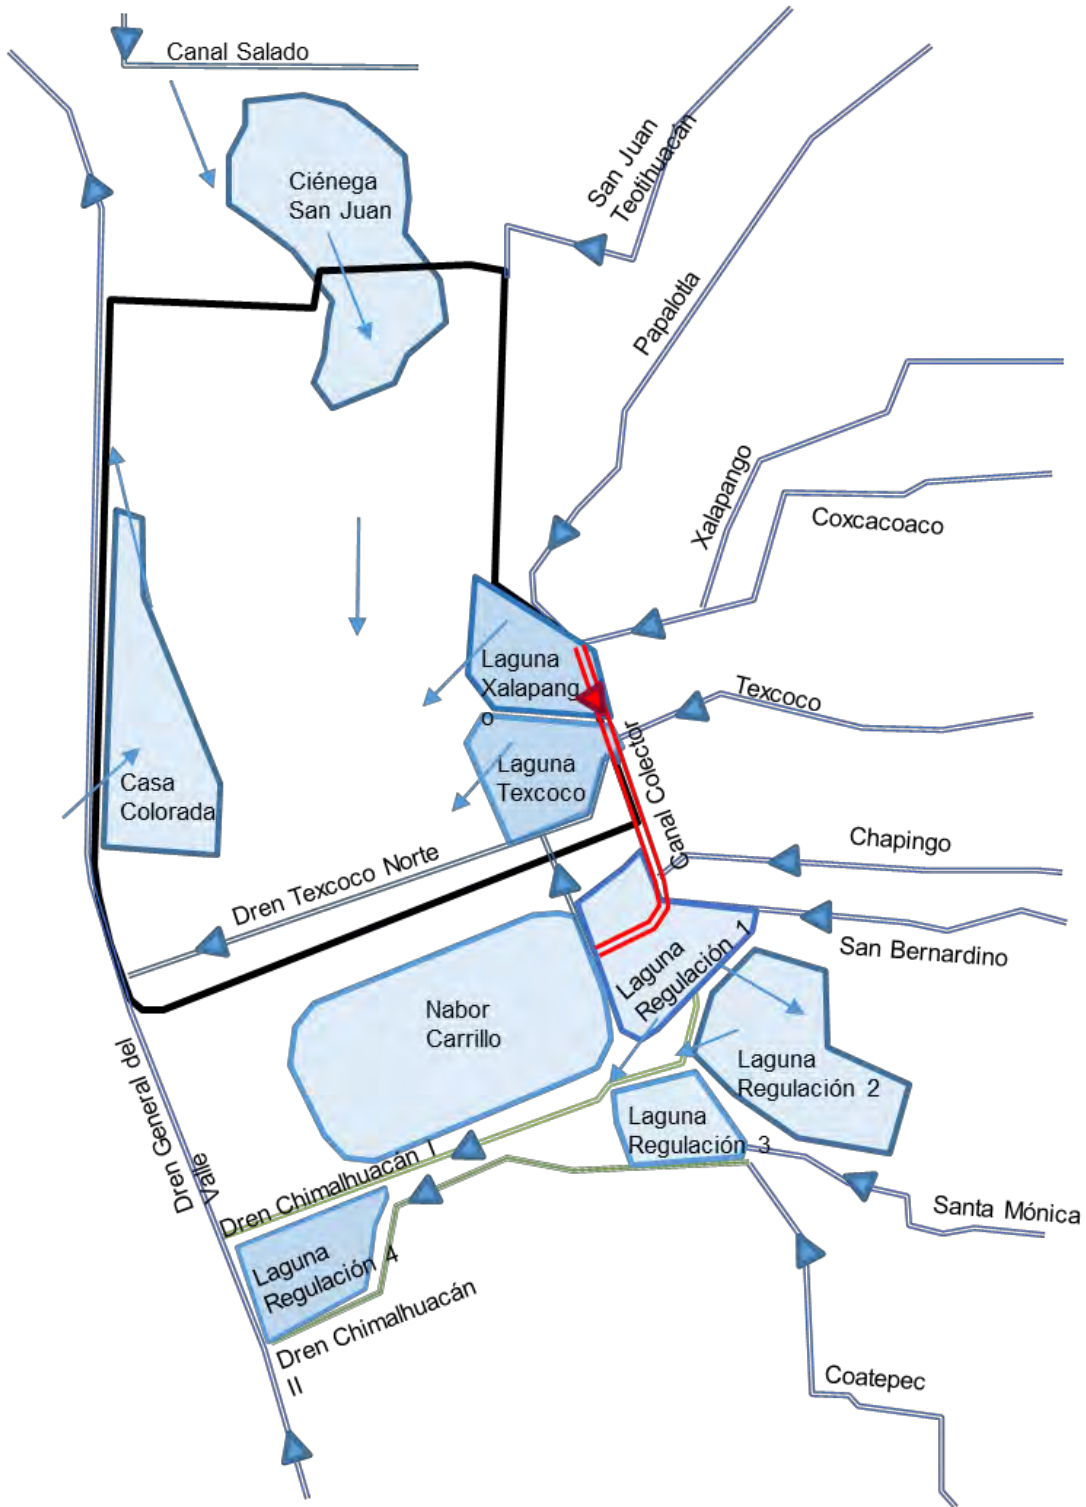 Canal Salado
Ciénega
San Juan
San Juan
Teotihuacán
Papalotla
Xalapango
Coxcacoaco
Laguna
Xalapang
o
Texcoco
Canal Colector
Laguna
Texcoco
Casa
Colorada
Chapingo
Dren Texcoco Norte
San Bernardino
Laguna
Regulación 1
Nabor
Carrillo
Laguna
Regulación 2
Dren General del
Valle
Laguna
Regulación 3
Dren Chimalhuacán I
Santa Mónica
Laguna
Regulación 4
Dren Chimalhuacán
II
Coatepec